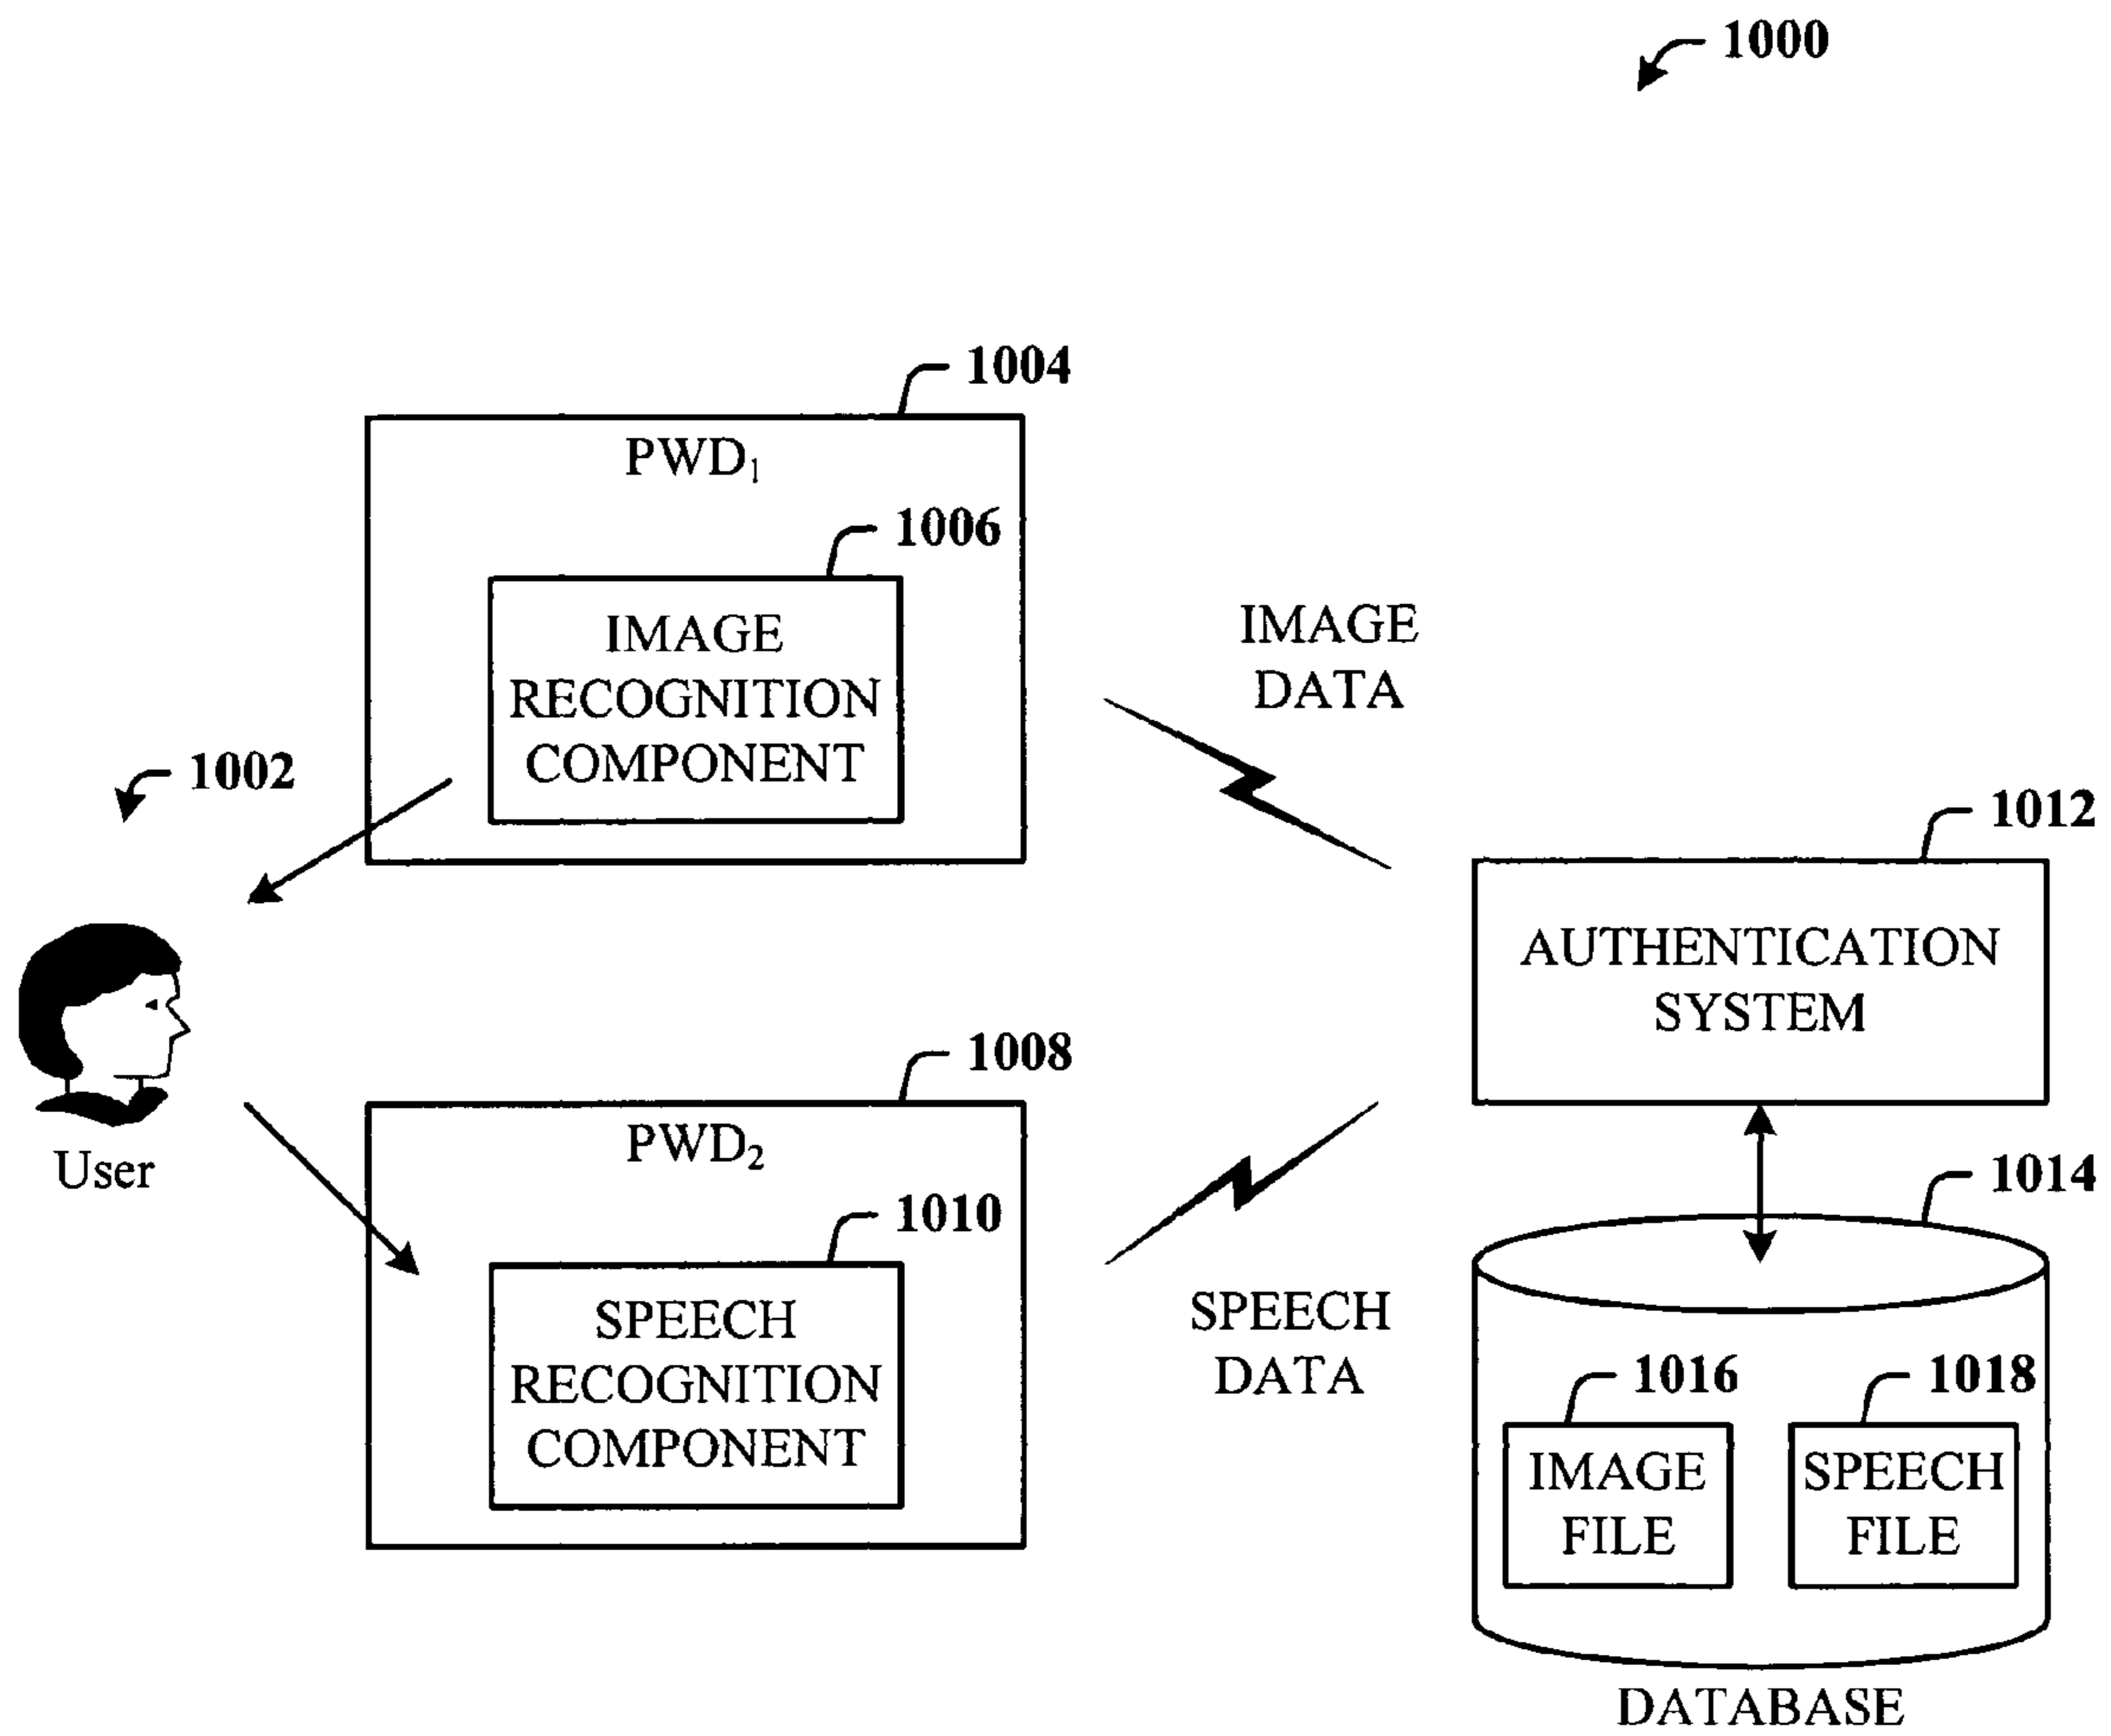 1000
1004
PWD₁
1006
IMAGE
RECOGNITION
COMPONENT
IMAGE
DATA
1002
User
1008
PWD₂
1010
SPEECH
RECOGNITION
COMPONENT
SPEECH
DATA
1012
AUTHENTICATION
SYSTEM
1014
1016
IMAGE
FILE
1018
SPEECH
FILE
DATABASE